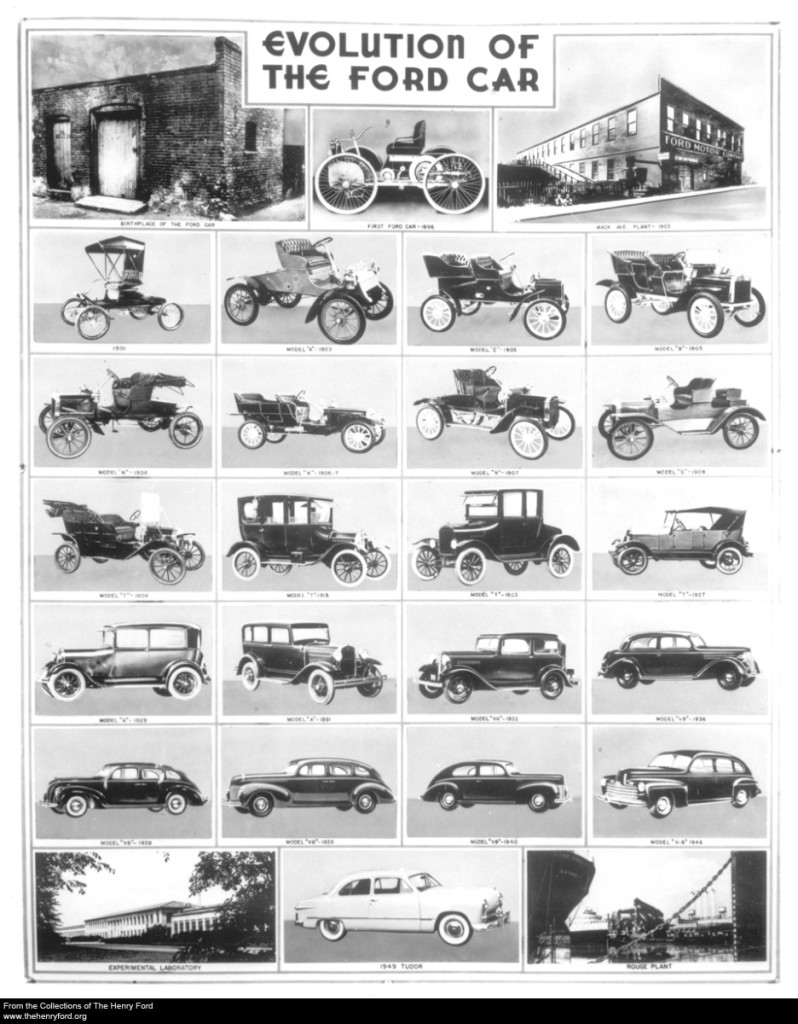 EVOLUTION OF
THE FORD CAR
FORD MOTOR COMPANY
BIRTHPLACE OF THE FORD CAR
FIRST FORD CAR-1896
MACK AVE PLANT-1903
1901
MODEL "A"-1903
MODEL "C"-1905
MODEL "B"-1905
MODEL "N"-1906
MODEL "K"-1906-7
MODEL "R"-1907
MODEL "S"-1908
MODEL "T"-1908
MODEL "T"-1915
MODEL "T"-1923
MODEL "T"-1927
MODEL "A"-1928
MODEL "A"-1931
MODEL "V8"-1932
MODEL "V8"-1936
MODEL "V8"-1938
MODEL "V8"-1939
MODEL "V8"-1940
MODEL "V-8" 1946
EXPERIMENTAL LABORATORY
1949 TUDOR
ROUGE PLANT
From the Collections of The Henry Ford
www.thehenryford.org